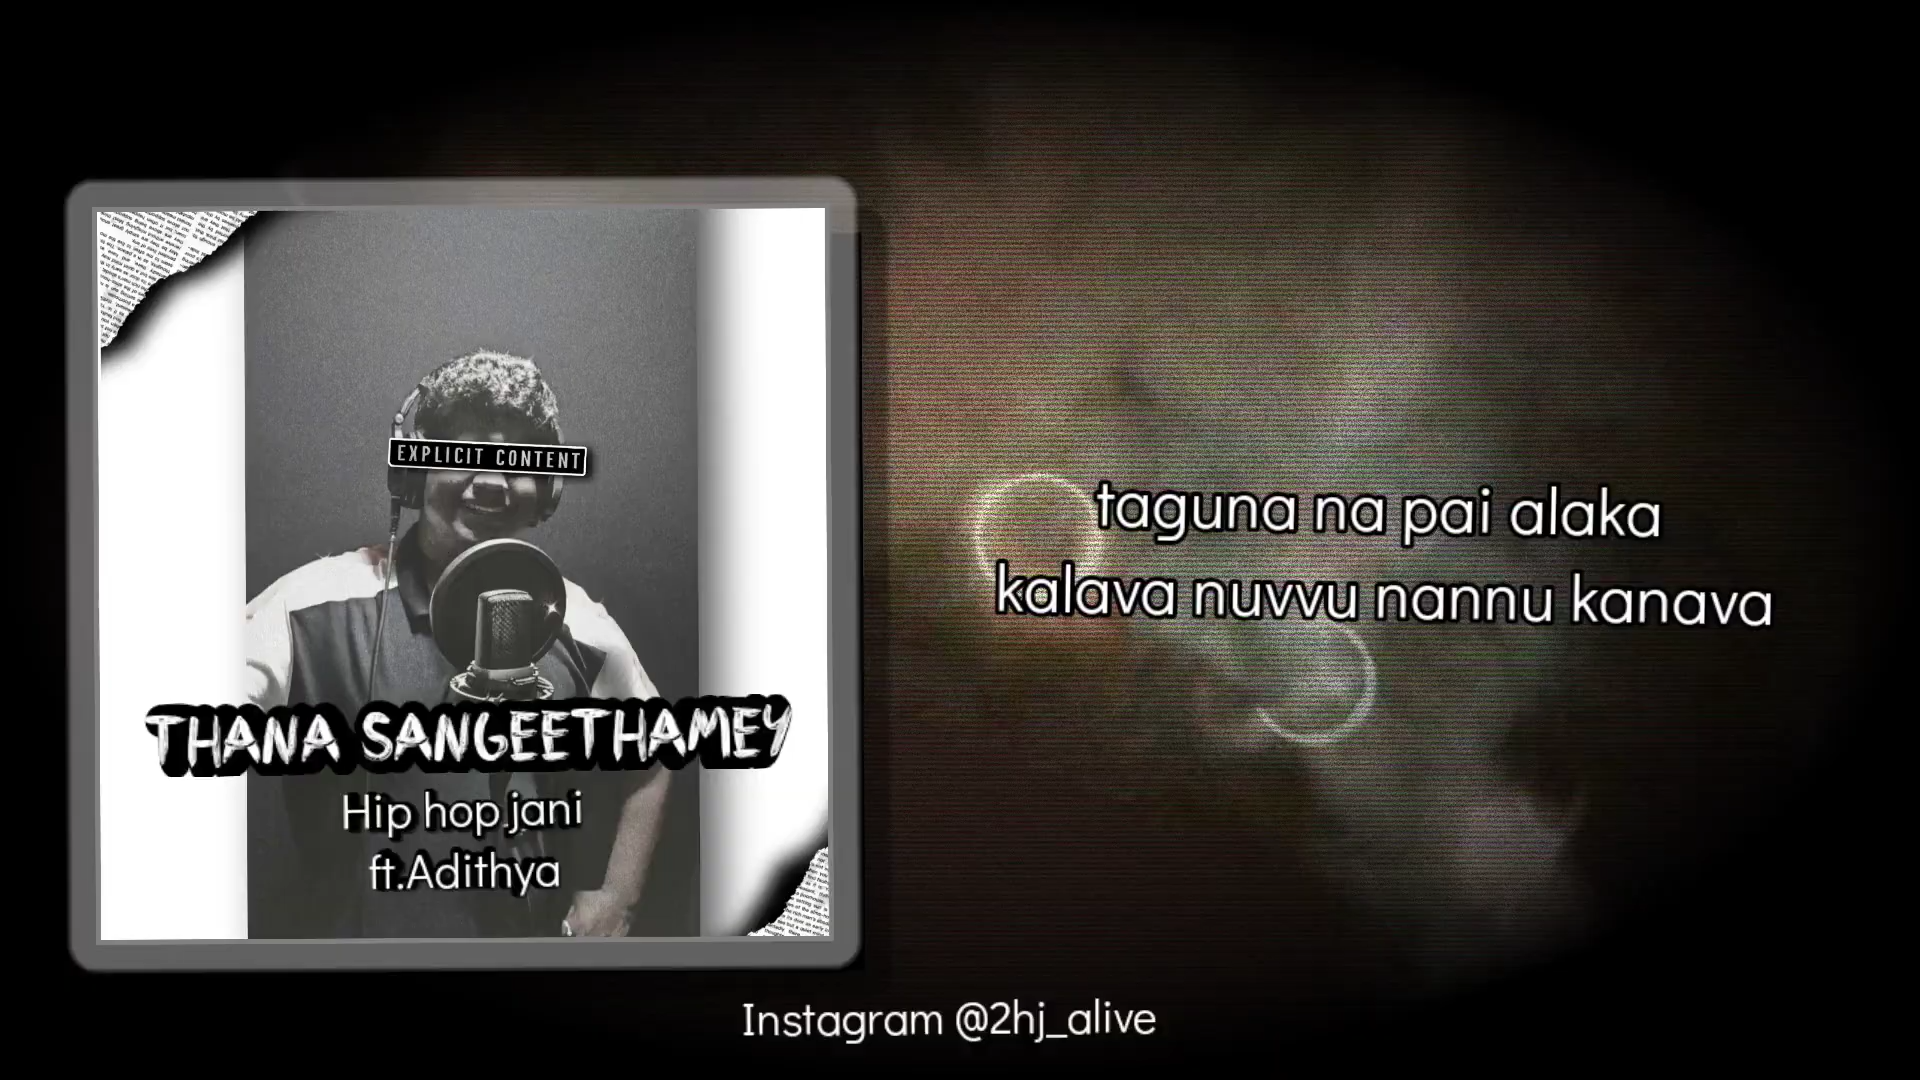 EXPLICIT CONTENT
THANA SANGEETHAMEY
Hip hop jani
ft.Adithya
taguna na pai alaka
kalava nuvvu nannu kanava
Instagram @2hj_alive